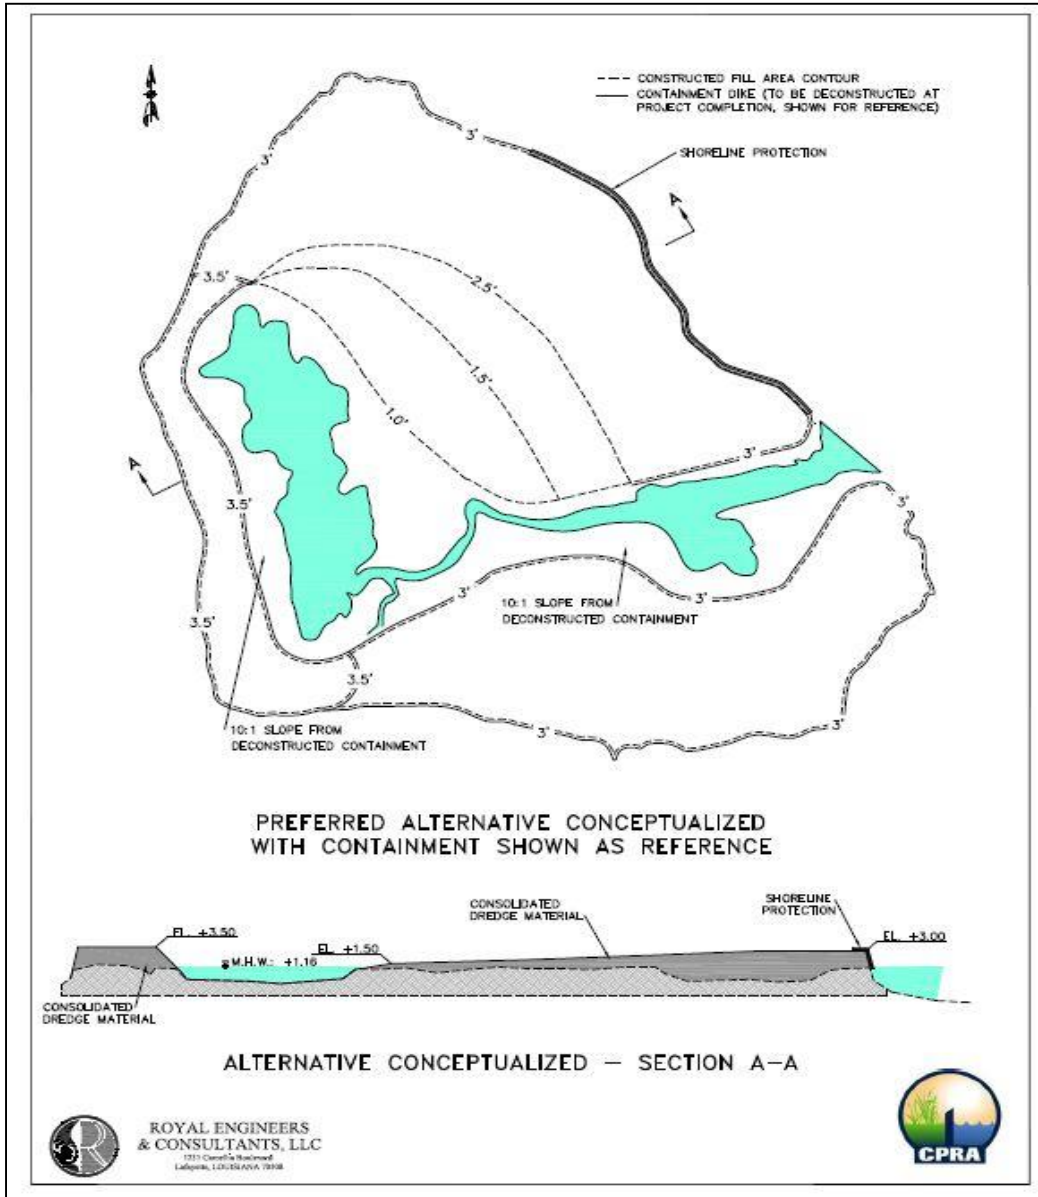 --- CONSTRUCTED FILL AREA CONTOUR
CONTAINMENT DIKE (TO BE DECONSTRUCTED AT
PROJECT COMPLETION, SHOWN FOR REFERENCE)
SHORELINE PROTECTION
3'
3'
A
3.5'
2.5'
1.5'
1.0'
A
3'
3.5'
3'
3'
3'
10:1 SLOPE FROM
DECONSTRUCTED CONTAINMENT
3.5'
3.5'
10:1 SLOPE FROM
DECONSTRUCTED CONTAINMENT
3'
3'
PREFERRED ALTERNATIVE CONCEPTUALIZED
WITH CONTAINMENT SHOWN AS REFERENCE
CONSOLIDATED
DREDGE MATERIAL
SHORELINE
PROTECTION
EL. +3.50
EL. +1.50
EL. +3.00
M.H.W.: +1.16
CONSOLIDATED
DREDGE MATERIAL
ALTERNATIVE CONCEPTUALIZED – SECTION A–A
R
ROYAL ENGINEERS
& CONSULTANTS, LLC
Lafayette, LOUISIANA
CPRA